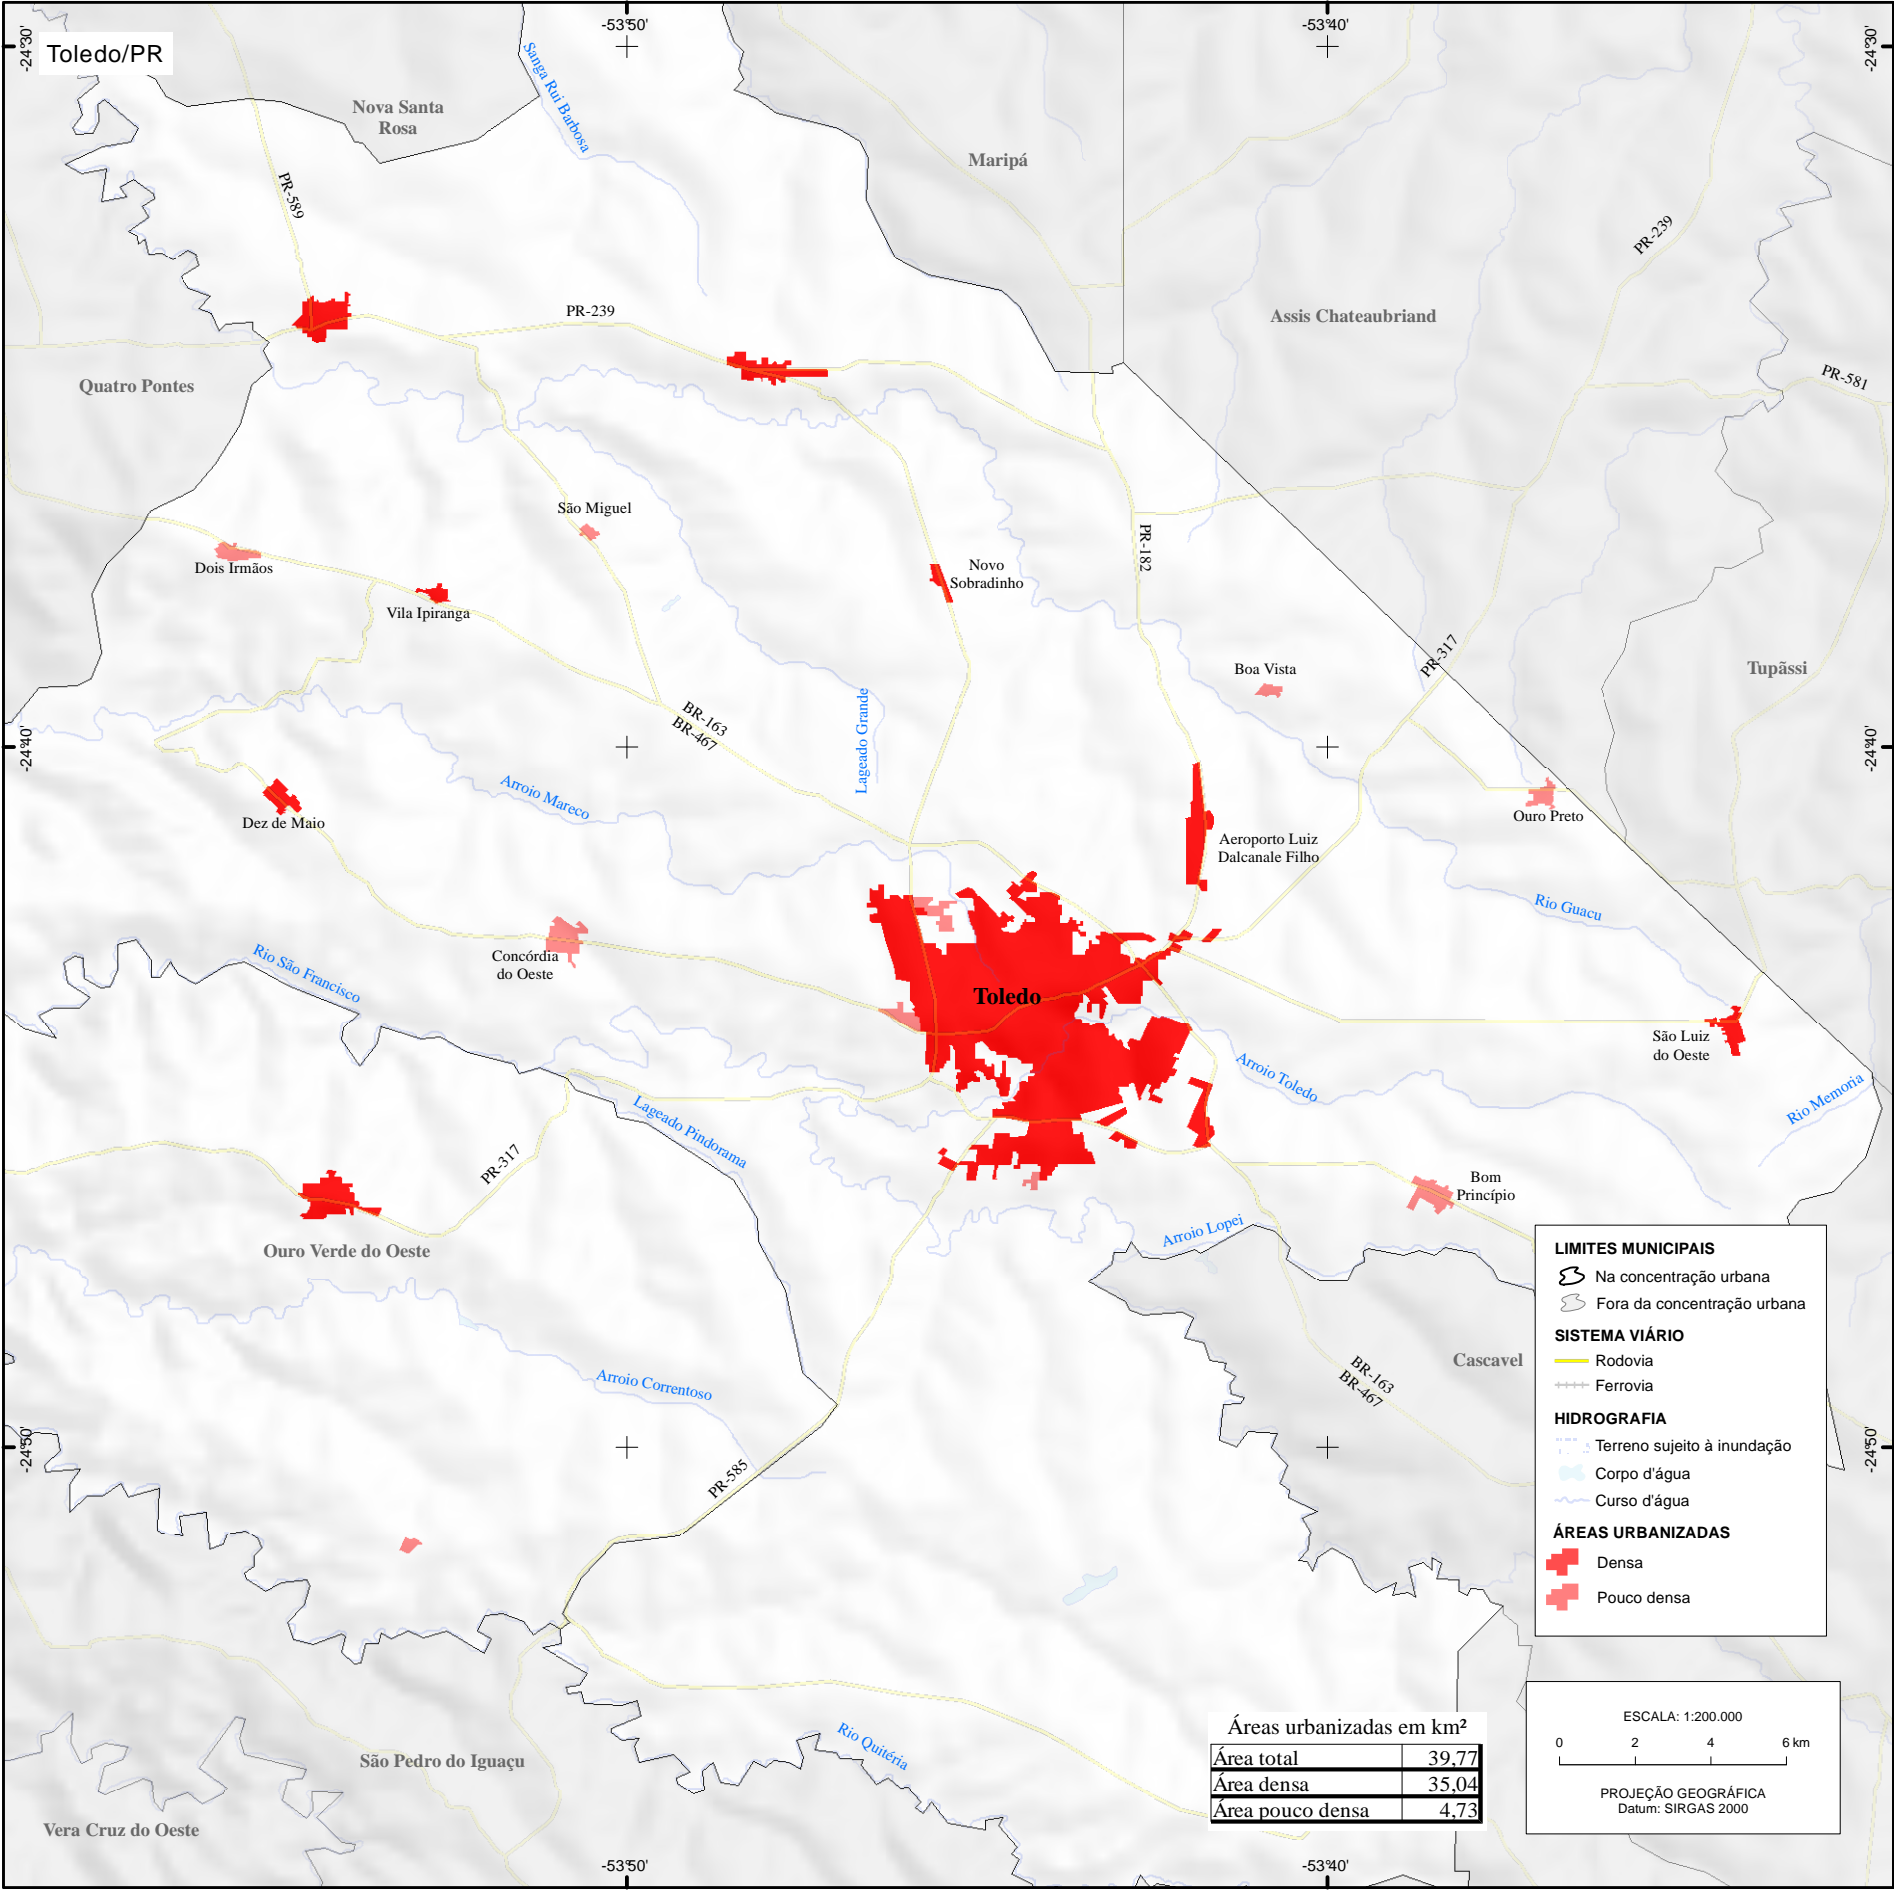 -53°50'
-53°40'
-24°30'
-24°30'
Toledo/PR
Sanga Rui Barbosa
Nova Santa
Rosa
Maripá
PR-589
PR-239
PR-239
Assis Chateaubriand
Quatro Pontes
PR-581
São Miguel
PR-182
Dois Irmãos
Novo
Sobradinho
Vila Ipiranga
PR-317
Boa Vista
Tupãssi
BR-163
BR-467
Lageado Grande
-24°40'
-24°40'
Arroio Mareco
Dez de Maio
Ouro Preto
Aeroporto Luiz
Dalcanale Filho
Rio Guacu
Concórdia
do Oeste
Rio São Francisco
Toledo
São Luiz
do Oeste
Arroio Toledo
Rio Memoria
Lageado Pindorama
PR-317
Bom
Princípio
Arroio Lopei
Ouro Verde do Oeste
LIMITES MUNICIPAIS
Na concentração urbana
Fora da concentração urbana
SISTEMA VIÁRIO
Rodovia
Ferrovia
HIDROGRAFIA
Terreno sujeito à inundação
Corpo d'água
Curso d'água
ÁREAS URBANIZADAS
Densa
Pouco densa
Cascavel
BR-163
BR-467
Arroio Correntoso
-24°50'
-24°50'
PR-585
Rio Quitéria
São Pedro do Iguaçu
Vera Cruz do Oeste
Áreas urbanizadas em km²
Área total 39,77
Área densa 35,04
Área pouco densa 4,73
ESCALA: 1:200.000
0 2 4 6 km
PROJEÇÃO GEOGRÁFICA
Datum: SIRGAS 2000
-53°50'
-53°40'